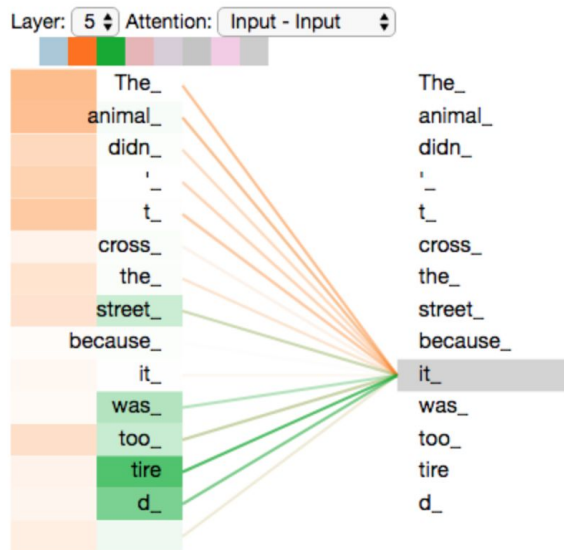 Layer: 5 Attention: Input - Input
The_ The_
animal_ animal_
didn_ didn_
'_ '_
t_ t_
cross_ cross_
the_ the_
street_ street_
because_ because_
it_ it_
was_ was_
too_ too_
tire tire
d_ d_